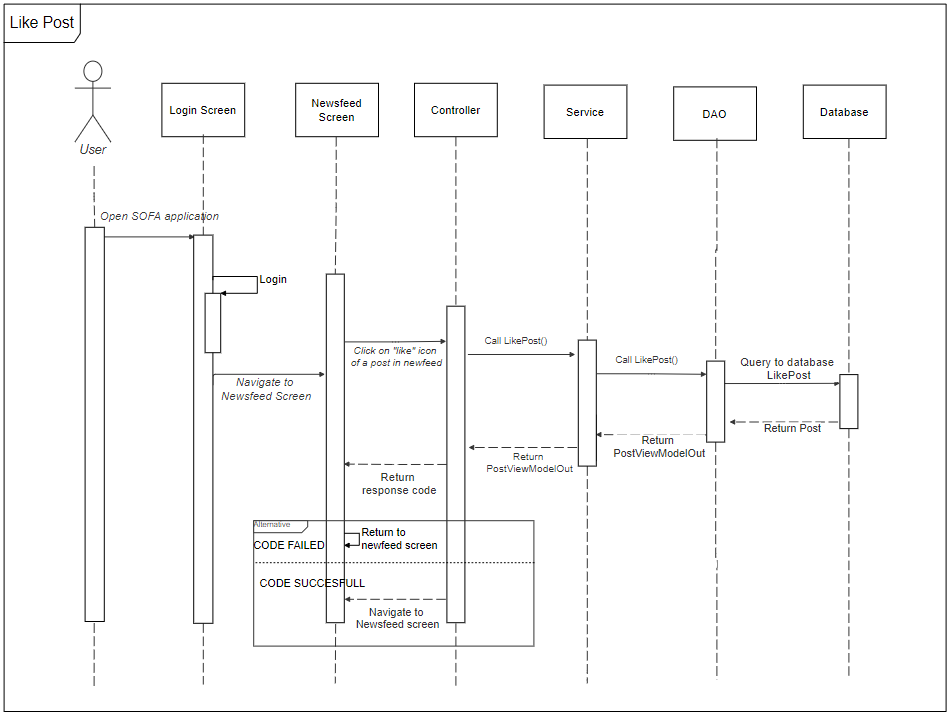 Like Post
User
Login Screen
Newsfeed
Screen
Controller
Service
DAO
Database
Open SOFA application
Login
Click on "like" icon
of a post in newfeed
Call LikePost()
Call LikePost()
Query to database
LikePost
Navigate to
Newsfeed Screen
Return Post
Return
PostViewModelOut
Return
PostViewModelOut
Return
response code
Alternative
CODE FAILED
Return to
newfeed screen
CODE SUCCESFULL
Navigate to
Newsfeed screen